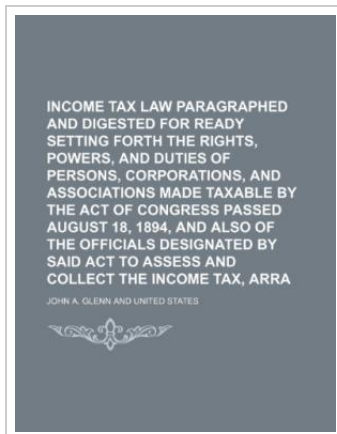 INCOME TAX LAW PARAGRAPHED
AND DIGESTED FOR READY
SETTING FORTH THE RIGHTS,
POWERS, AND DUTIES OF
PERSONS, CORPORATIONS, AND
ASSOCIATIONS MADE TAXABLE BY
THE ACT OF CONGRESS PASSED
AUGUST 18, 1894, AND ALSO OF
THE OFFICIALS DESIGNATED BY
SAID ACT TO ASSESS AND
COLLECT THE INCOME TAX, ARRA
JOHN A. GLENN AND UNITED STATES